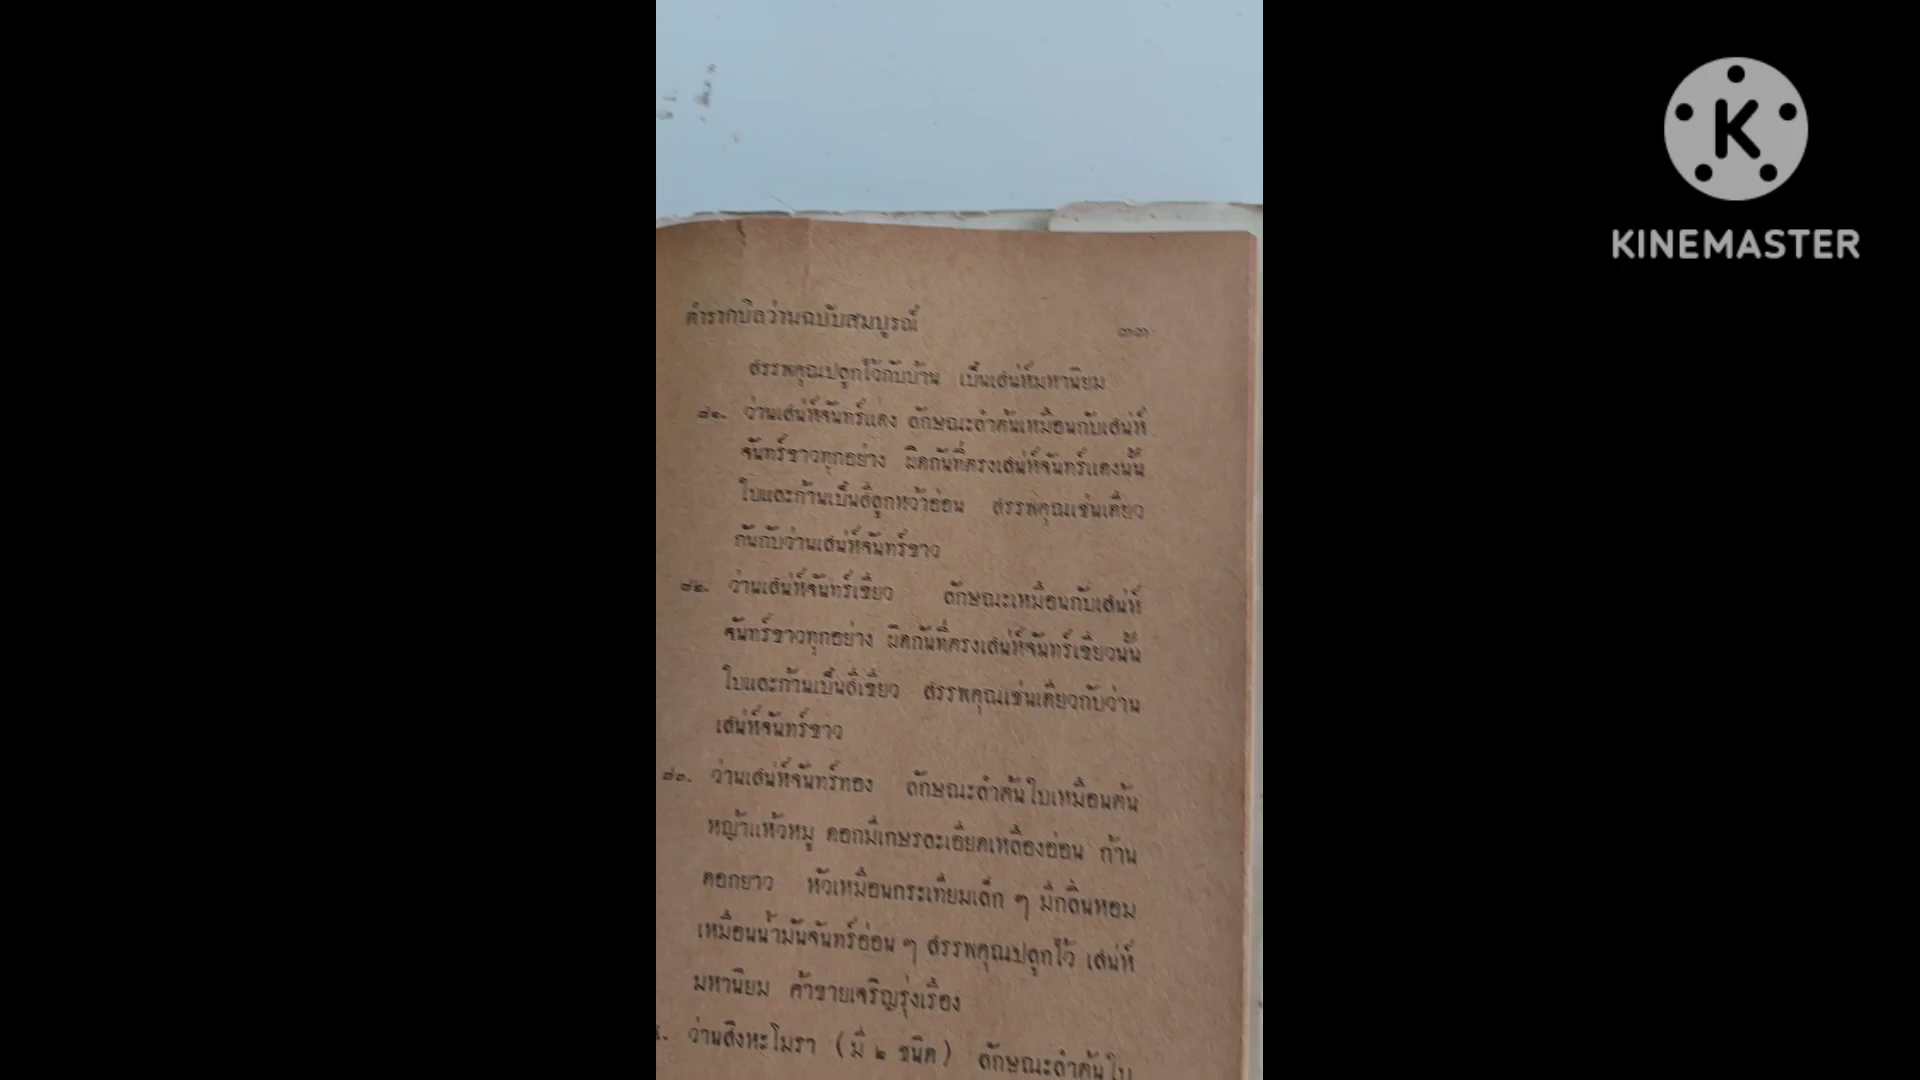 ตำรากบิลว่านฉบับสมบูรณ์ ๓๓
สรรพคุณปลูกไว้กับบ้าน เป็นเสน่ห์มหานิยม
๘๑. ว่านเสน่ห์จันทร์แดง ลักษณะลำต้นเหมือนกับเสน่ห์
จันทร์ขาวทุกอย่าง ผิดกันที่ตรงเสน่ห์จันทร์แดงนั้น
ใบและก้านเป็นสีลูกหว้าอ่อน สรรพคุณเช่นเดียว
กันกับว่านเสน่ห์จันทร์ขาว
๘๒. ว่านเสน่ห์จันทร์เขียว ลักษณะเหมือนกับเสน่ห์
จันทร์ขาวทุกอย่าง ผิดกันที่ตรงเสน่ห์จันทร์เขียวนั้น
ใบและก้านเป็นสีเขียว สรรพคุณเช่นเดียวกับว่าน
เสน่ห์จันทร์ขาว
๘๓. ว่านเสน่ห์จันทร์ทอง ลักษณะลำต้นใบเหมือนต้น
หญ้าแห้วหมู ดอกมีเกษรละเอียดเหลืองอ่อน ก้าน
ดอกยาว หัวเหมือนกระเทียมเล็ก ๆ มีกลิ่นหอม
เหมือนน้ำมันจันทร์อ่อน ๆ สรรพคุณปลูกไว้ เสน่ห์
มหานิยม ค้าขายเจริญรุ่งเรือง
ว่านสิงหะโมรา (มี ๒ ชนิด) ลักษณะลำต้นใบ
K
KINEMASTER